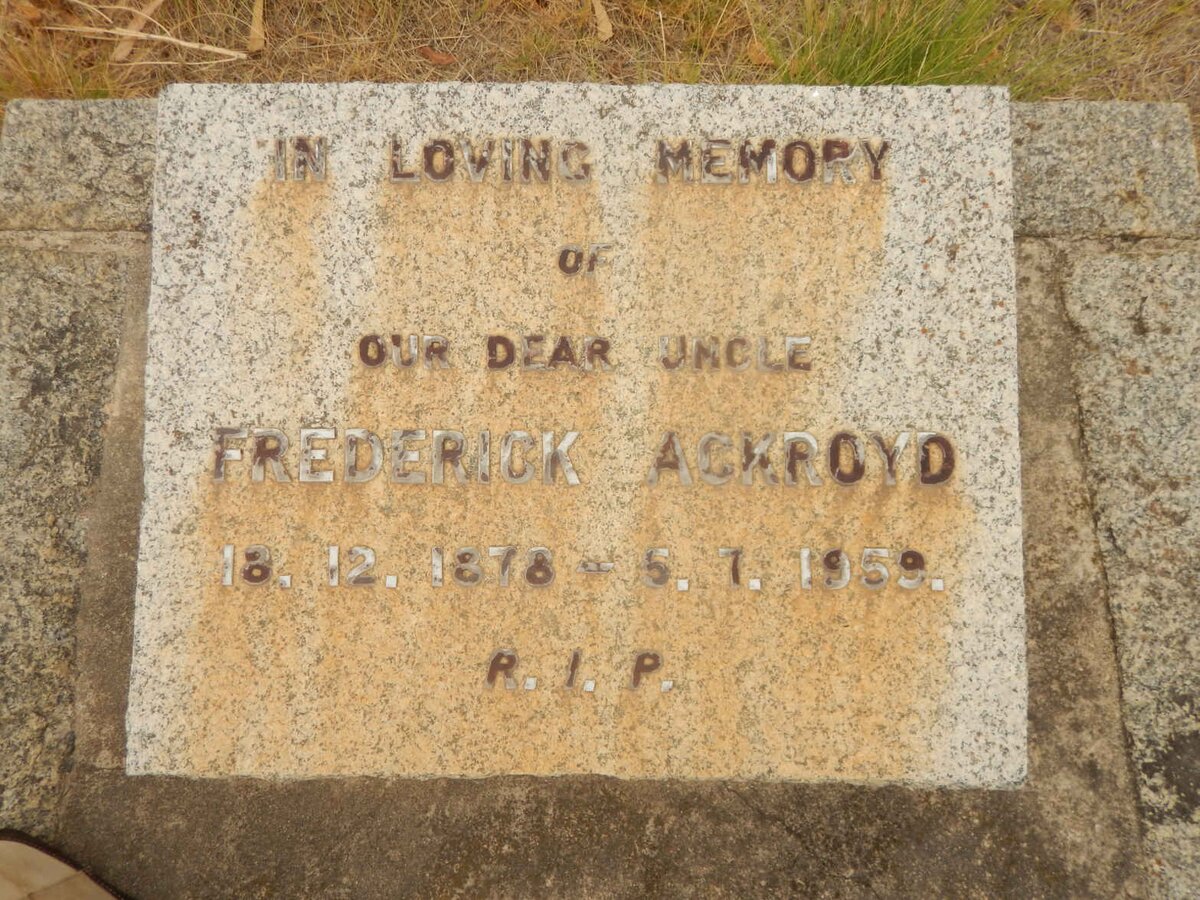 IN LOVING MEMORY
OF
OUR DEAR UNCLE
FREDERICK ACKROYD
18. 12. 1878 - 5. 7. 1959.
R. I. P.